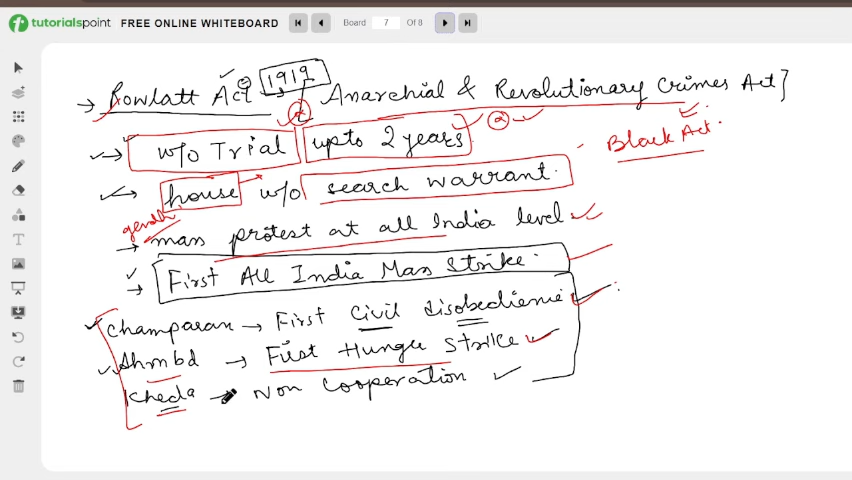 tutorialspoint FREE ONLINE WHITEBOARD Board 7 Of 8
→ Rowlatt Act → 1919 [Anarchial & Revolutionary Crimes Act]
→ w/o Trial upto 2 years
Black Act
→ house w/o search warrant.
gandhi
→ mass protest at all India level
→ First All India Mass Strike.
Champaran → First Civil disobedienie
Ahmbd → First Hunger Strike
Kheda → Non Cooperation